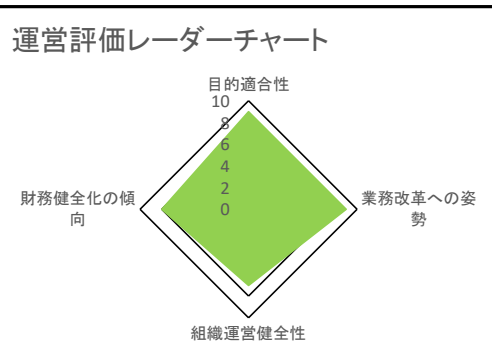 運営評価レーダーチャート
目的適合性
10
8
6
4
2
0
財務健全化の傾
向
業務改革への姿
勢
組織運営健全性